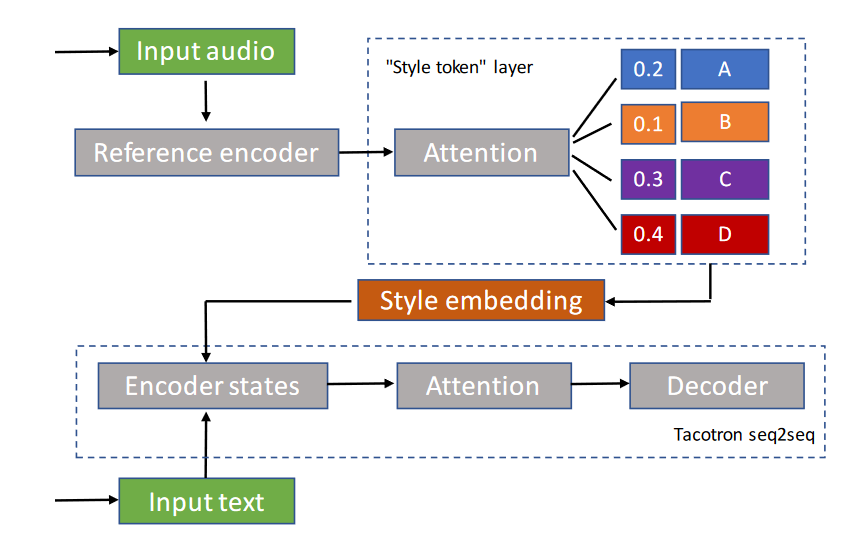 Input audio
"Style token" layer
0.2 A
0.1 B
Reference encoder
Attention
0.3 C
0.4 D
Style embedding
Encoder states
Attention
Decoder
Tacotron seq2seq
Input text